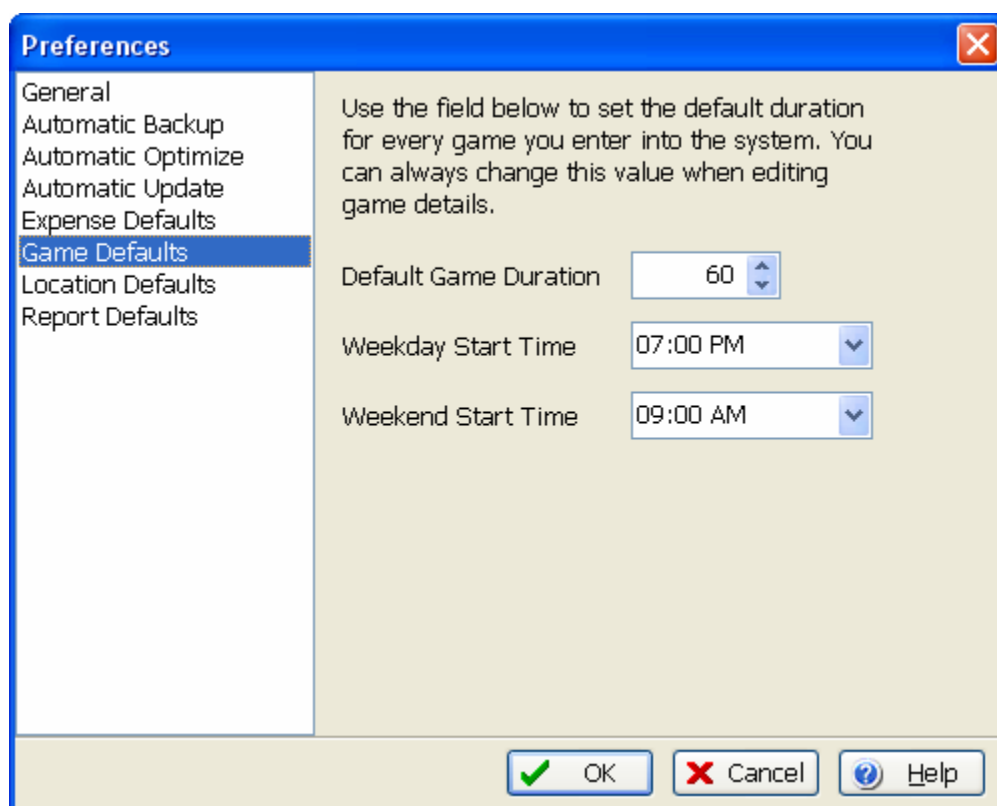 Preferences
General
Automatic Backup
Automatic Optimize
Automatic Update
Expense Defaults
Game Defaults
Location Defaults
Report Defaults
Use the field below to set the default duration
for every game you enter into the system. You
can always change this value when editing
game details.
Default Game Duration 60
Weekday Start Time 07:00 PM
Weekend Start Time 09:00 AM
OK Cancel Help